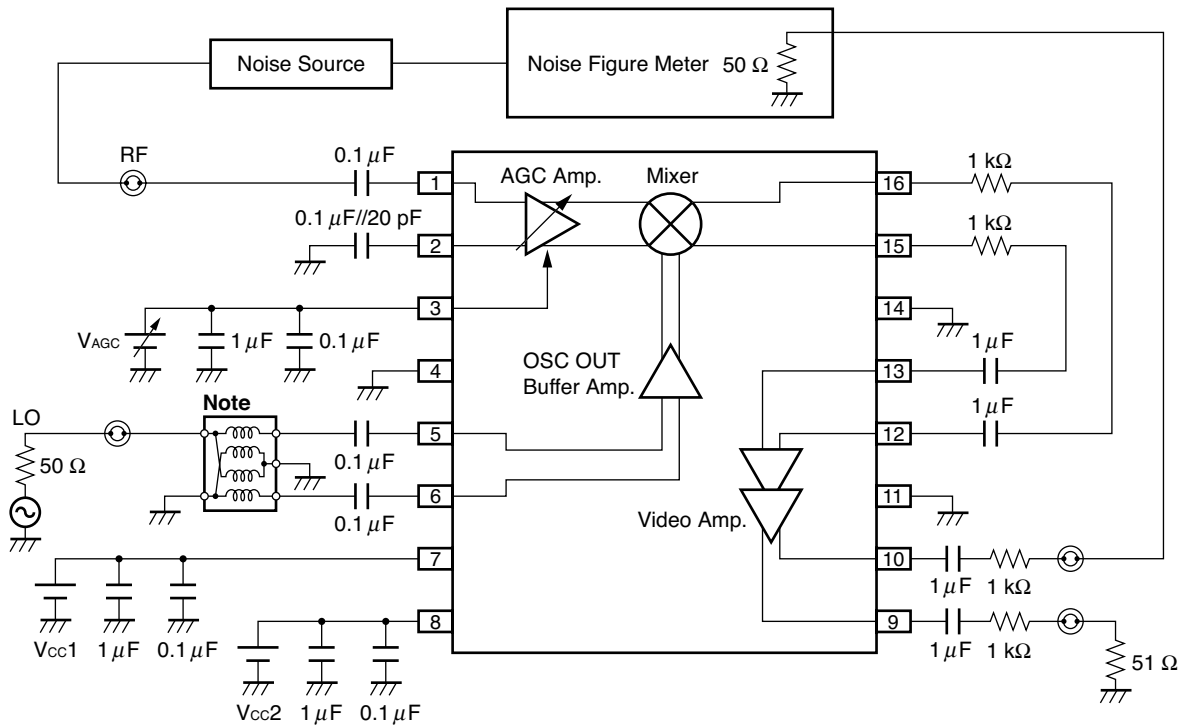 Noise Source
Noise Figure Meter
50 Ω
RF
0.1 μF
1
AGC Amp.
Mixer
16
1 kΩ
0.1 μF//20 pF
2
15
1 kΩ
3
14
VAGC
1 μF
0.1 μF
4
OSC OUT
Buffer Amp.
13
1 μF
LO
Note
5
12
1 μF
50 Ω
0.1 μF
6
11
0.1 μF
Video Amp.
7
10
1 μF
1 kΩ
8
9
VCC1
1 μF
0.1 μF
1 μF
1 kΩ
51 Ω
VCC2
1 μF
0.1 μF